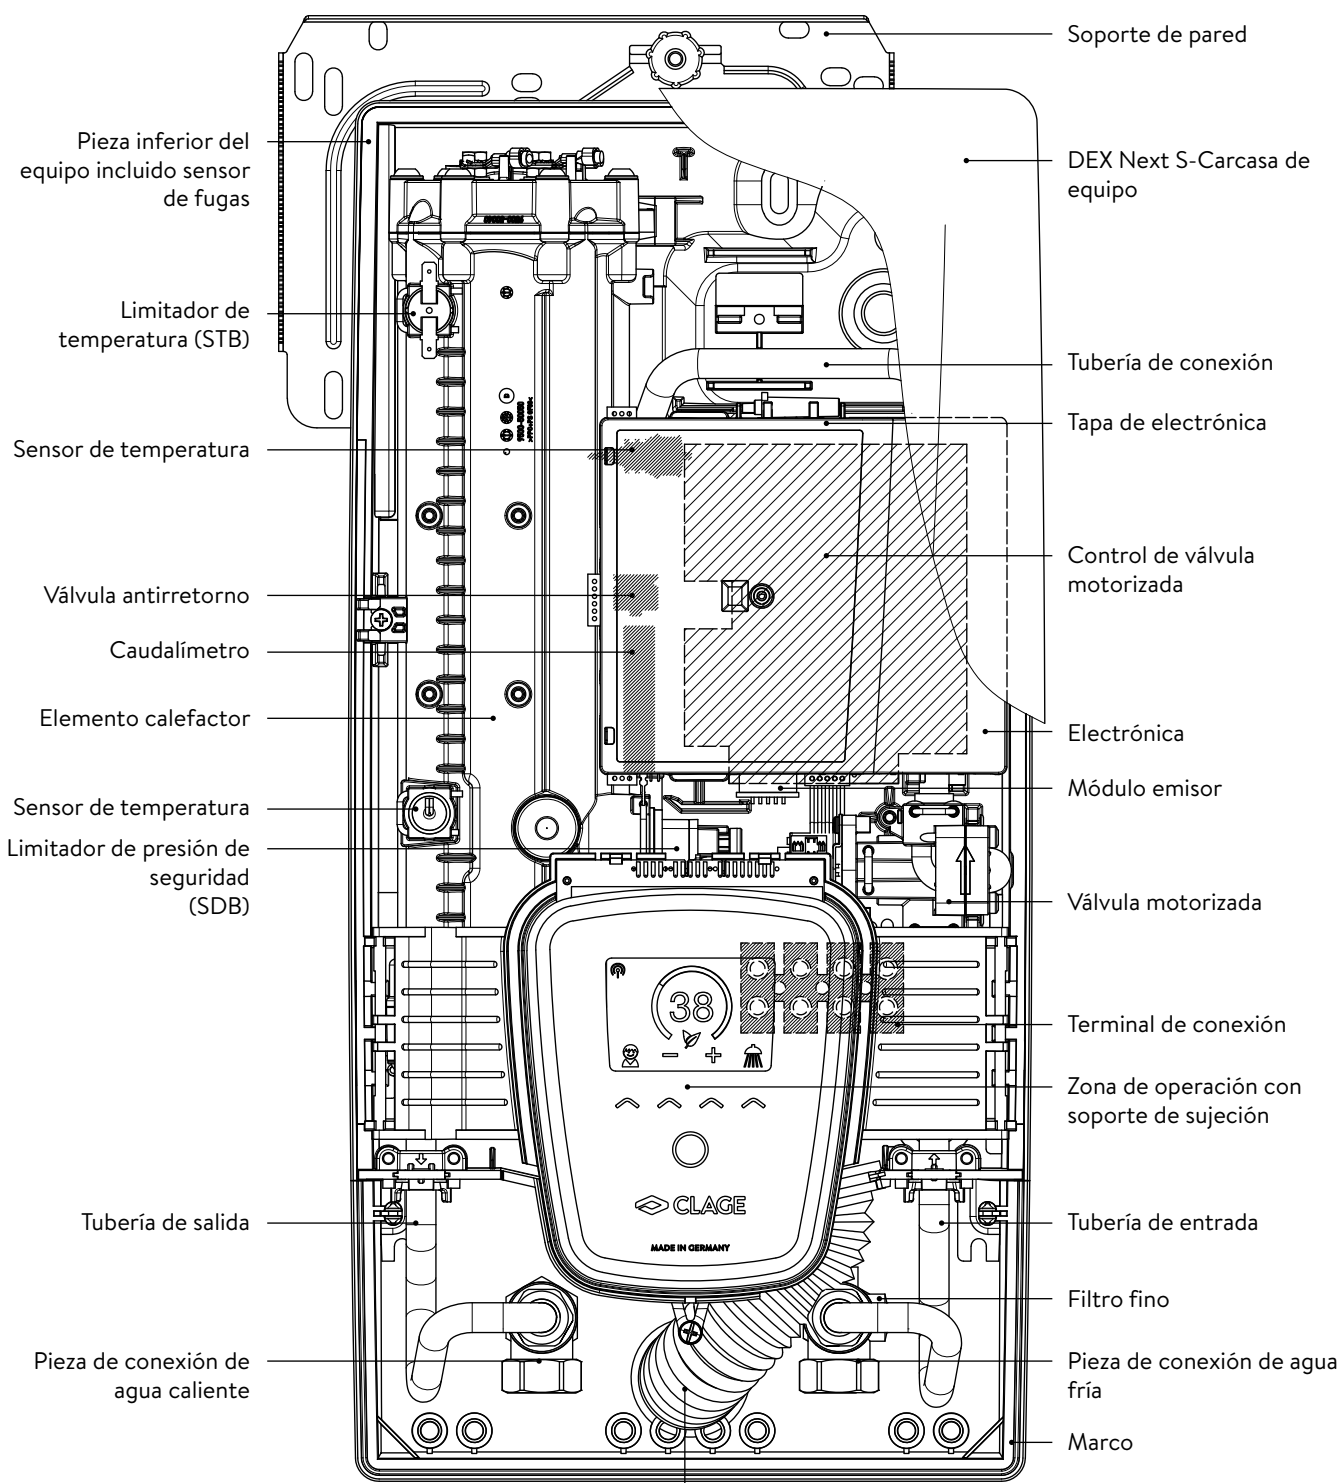 Soporte de pared
Pieza inferior del
equipo incluido sensor
de fugas
DEX Next S-Carcasa de
equipo
Limitador de
temperatura (STB)
Tubería de conexión
Tapa de electrónica
Sensor de temperatura
Control de válvula
motorizada
Válvula antirretorno
Caudalímetro
Elemento calefactor
Electrónica
Módulo emisor
Sensor de temperatura
Limitador de presión de
seguridad
(SDB)
Válvula motorizada
38
Terminal de conexión
Zona de operación con
soporte de sujeción
CLAGE
MADE IN GERMANY
Tubería de salida
Tubería de entrada
Filtro fino
Pieza de conexión de
agua caliente
Pieza de conexión de agua
fría
Marco